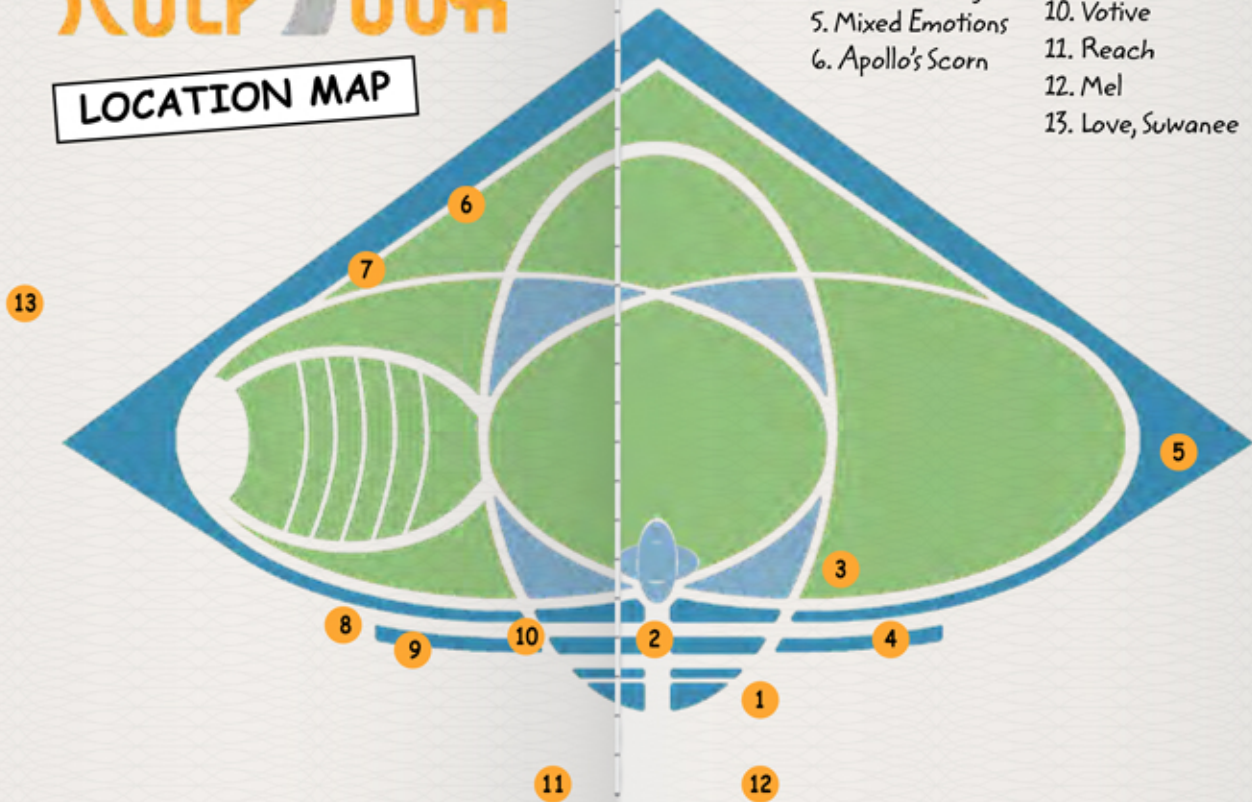 LOCATION MAP
5. Mixed Emotions
6. Apollo's Scorn
10. Votive
11. Reach
12. Mel
13. Love, Suwanee
6
7
13
5
3
8
9
10
2
4
1
11
12